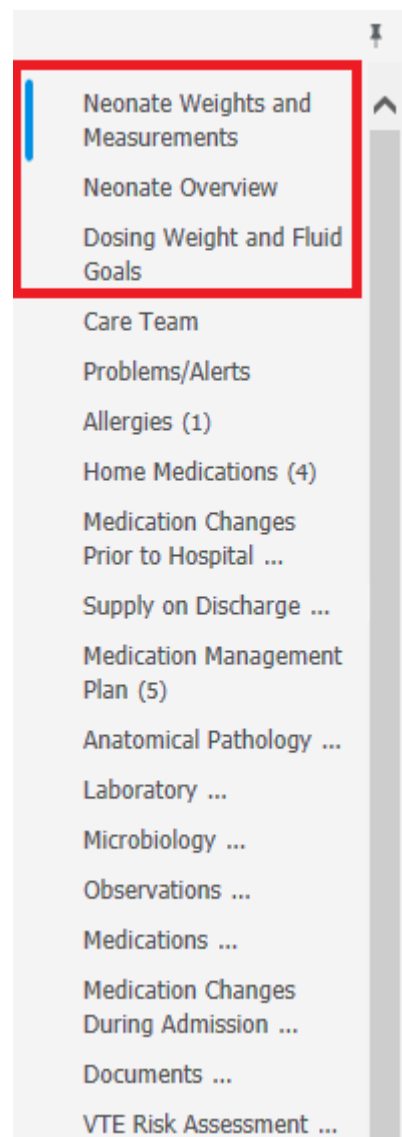 Neonate Weights and
Measurements
Neonate Overview
Dosing Weight and Fluid
Goals
Care Team
Problems/Alerts
Allergies (1)
Home Medications (4)
Medication Changes
Prior to Hospital ...
Supply on Discharge ...
Medication Management
Plan (5)
Anatomical Pathology ...
Laboratory ...
Microbiology ...
Observations ...
Medications ...
Medication Changes
During Admission ...
Documents ...
VTE Risk Assessment ...